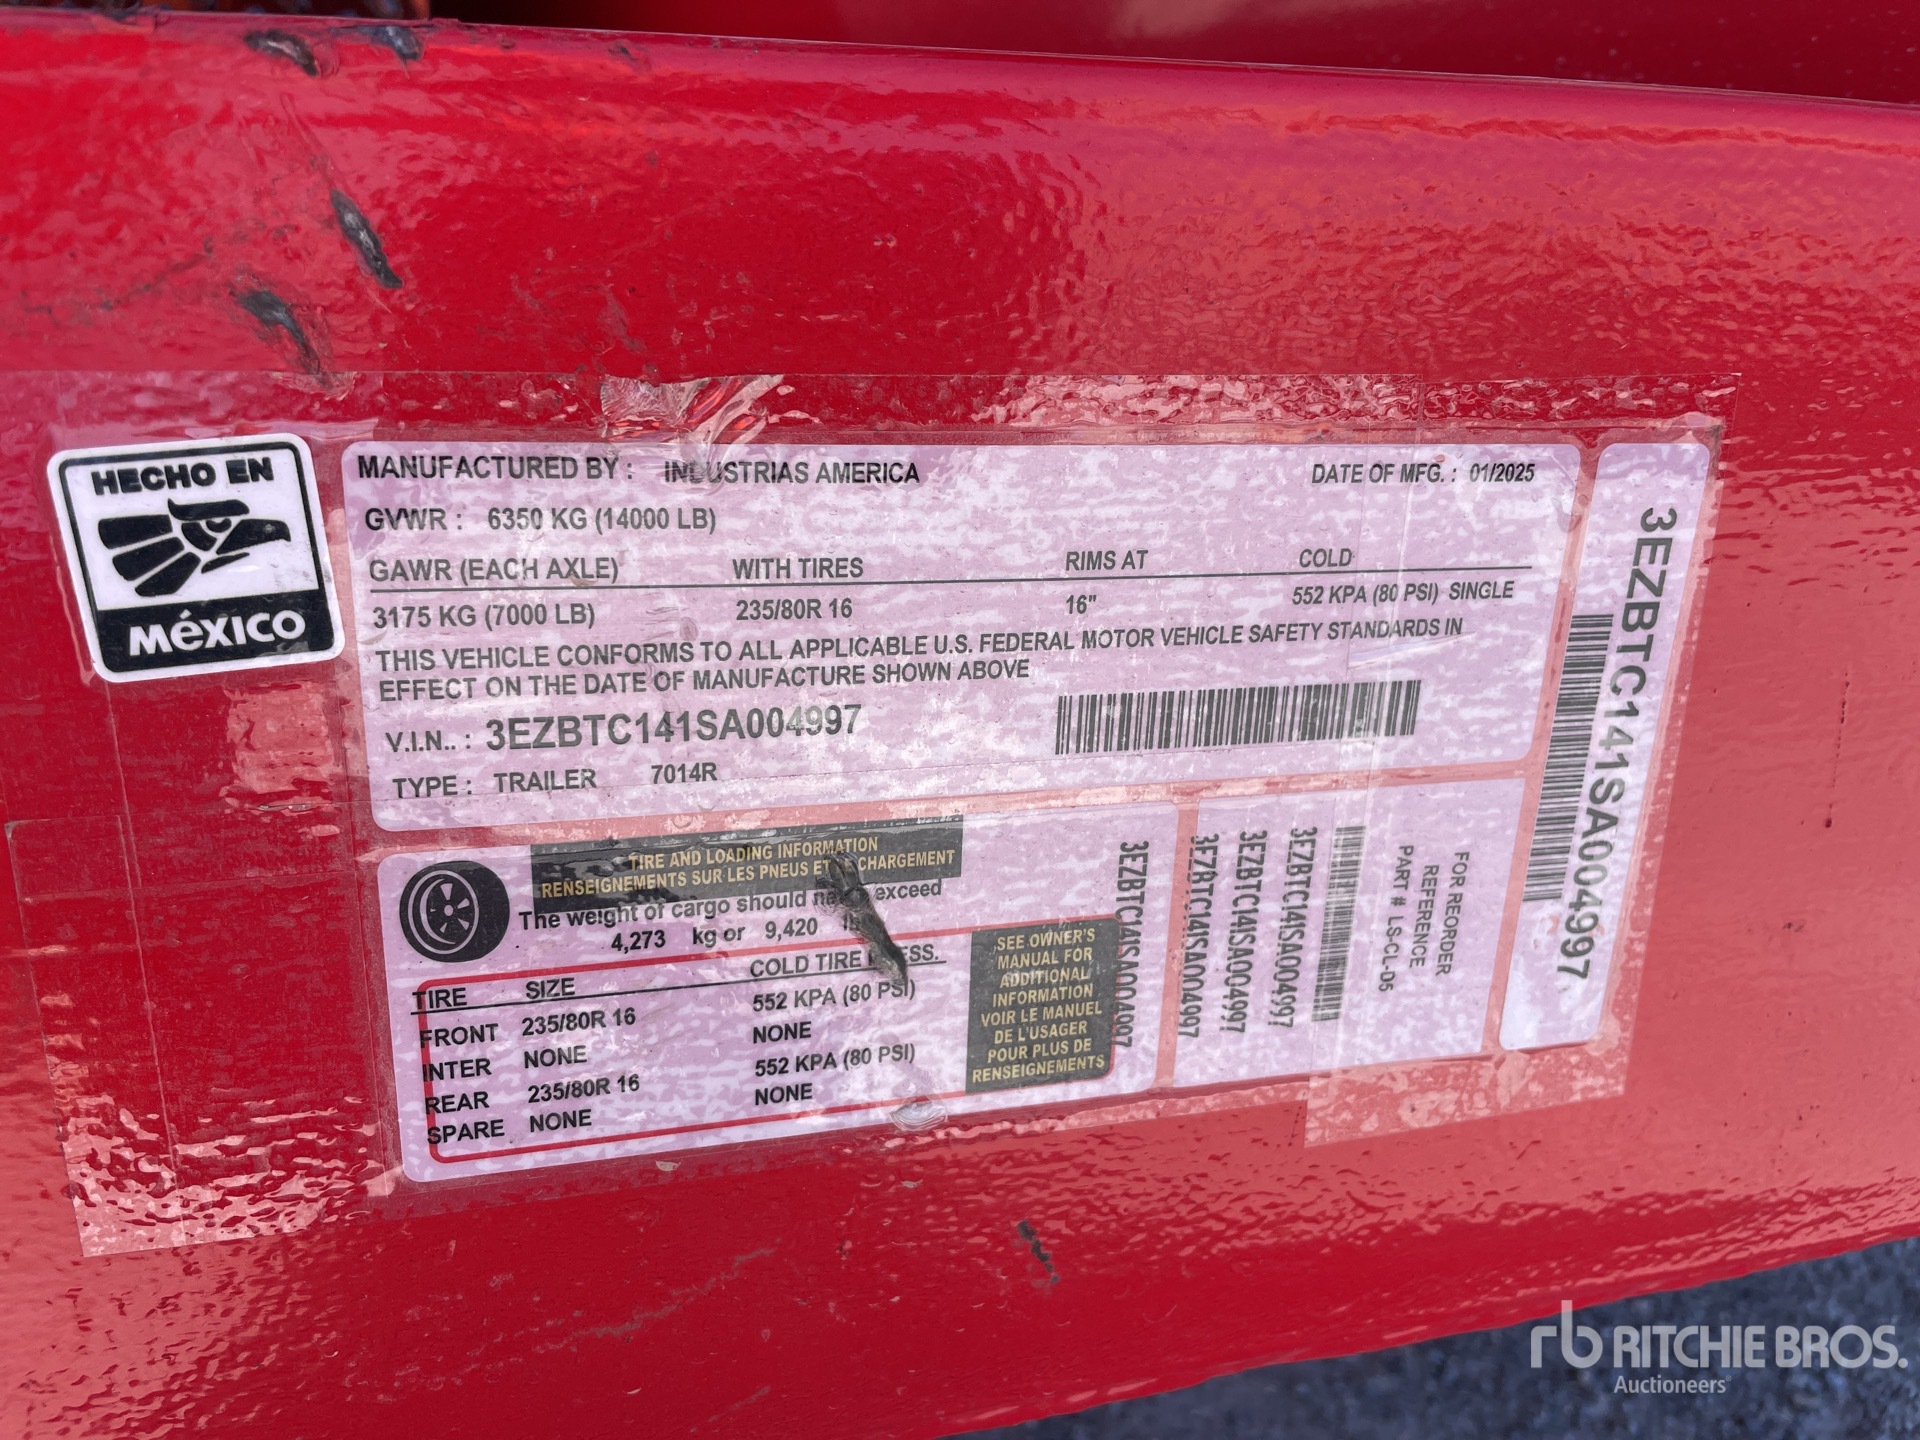 HECHO EN
MéXICO
MANUFACTURED BY : INDUSTRIAS AMERICA DATE OF MFG. : 01/2025
GVWR : 6350 KG (14000 LB)
GAWR (EACH AXLE) WITH TIRES RIMS AT COLD
3175 KG (7000 LB) 235/80R 16 16" 552 KPA (80 PSI) SINGLE
THIS VEHICLE CONFORMS TO ALL APPLICABLE U.S. FEDERAL MOTOR VEHICLE SAFETY STANDARDS IN
EFFECT ON THE DATE OF MANUFACTURE SHOWN ABOVE
V.I.N.. : 3EZBTC141SA004997
TYPE : TRAILER 7014R
3EZBTC141SA004997
TIRE AND LOADING INFORMATION
RENSEIGNEMENTS SUR LES PNEUS ET CHARGEMENT
The weight of cargo should exceed
4,273 kg or 9,420
TIRE SIZE COLD TIRE
FRONT 235/80R 16 552 KPA (80 PSI)
INTER NONE NONE
REAR 235/80R 16 552 KPA (80 PSI)
SPARE NONE NONE
SEE OWNER'S
MANUAL FOR
ADDITIONAL
INFORMATION
VOIR LE MANUEL
DE L'USAGER
POUR PLUS DE
RENSEIGNEMENTS
3EZBTC141SA004997
3EZBTC141SA004997
3EZBTC141SA004997
3EZBTC141SA004997
FOR REORDER
REFERENCE
PART # LS-CL-05
rb RITCHIE BROS.
Auctioneers